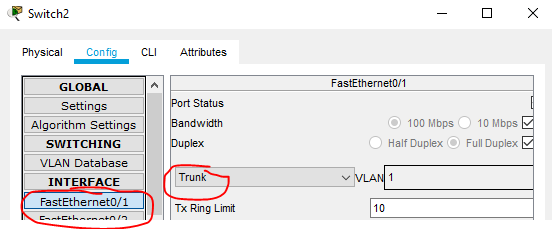 Switch2
Physical Config CLI Attributes
GLOBAL
Settings
Algorithm Settings
SWITCHING
VLAN Database
INTERFACE
FastEthernet0/1
FastEthernet0/2
FastEthernet0/1
Port Status
Bandwidth 100 Mbps 10 Mbps
Duplex Half Duplex Full Duplex
Trunk VLAN 1
Tx Ring Limit 10